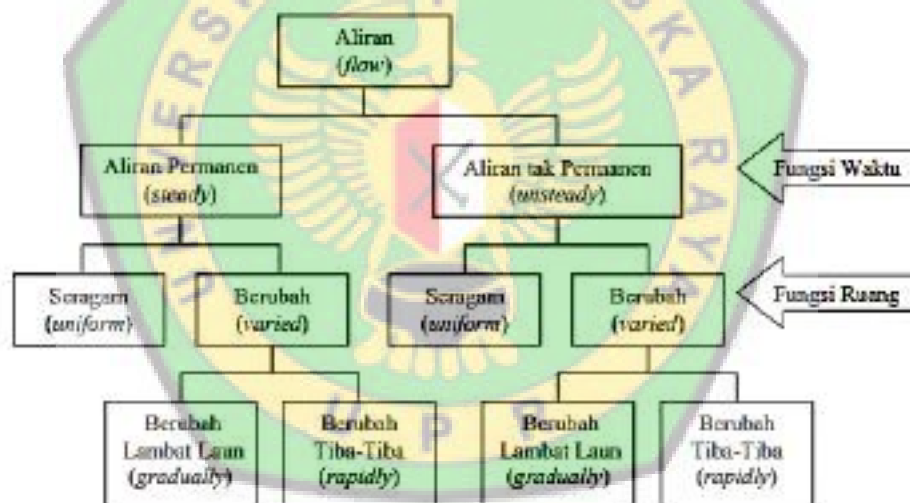 Aliran
(flow)
Aliran Permanen
(steady)
Aliran tak Permanen
(unsteady)
Fungsi Waktu
Seragam
(uniform)
Berubah
(varied)
Seragam
(uniform)
Berubah
(varied)
Fungsi Ruang
Berubah
Lambat Laun
(gradually)
Berubah
Tiba-Tiba
(rapidly)
Berubah
Lambat Laun
(gradually)
Berubah
Tiba-Tiba
(rapidly)